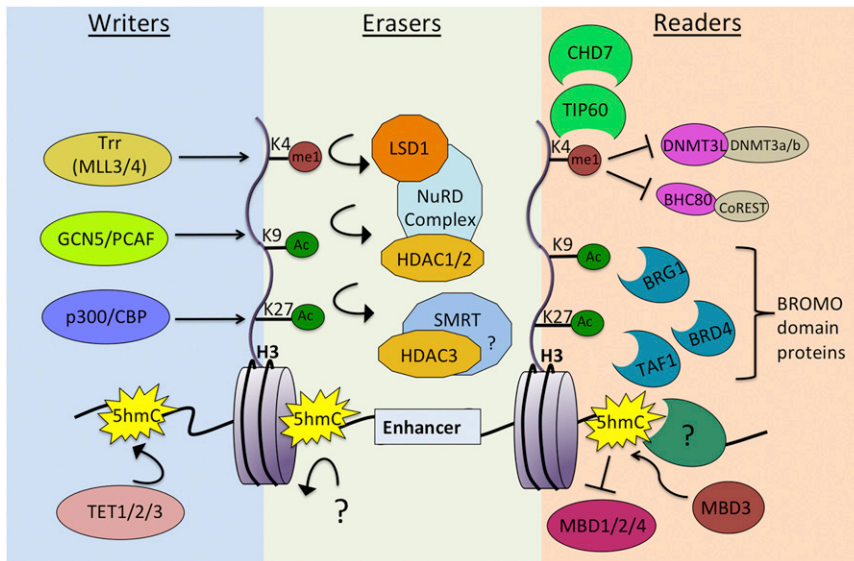 Writers
Erasers
Readers
Trr
(MLL3/4)
GCN5/PCAF
p300/CBP
5hmC
TET1/2/3
K4
me1
K9
Ac
K27
Ac
H3
5hmC
?
LSD1
NuRD
Complex
HDAC1/2
SMRT
?
HDAC3
Enhancer
CHD7
TIP60
K4
me1
DNMT3L
DNMT3a/b
BHC80
CoREST
K9
Ac
K27
Ac
H3
BRG1
BRD4
TAF1
BROMO
domain
proteins
5hmC
?
MBD1/2/4
MBD3